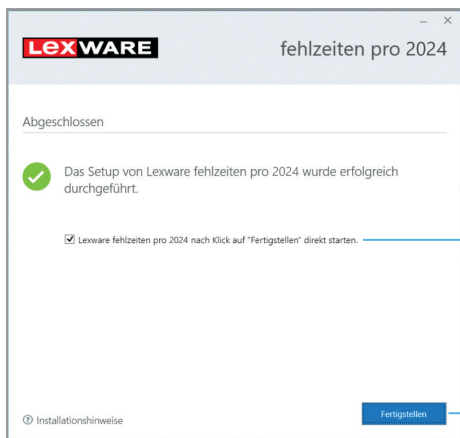 LEXWARE
fehlzeiten pro 2024
Abgeschlossen
Das Setup von Lexware fehlzeiten pro 2024 wurde erfolgreich
durchgeführt.
Lexware fehlzeiten pro 2024 nach Klick auf "Fertigstellen" direkt starten.
Fertigstellen
Installationshinweise